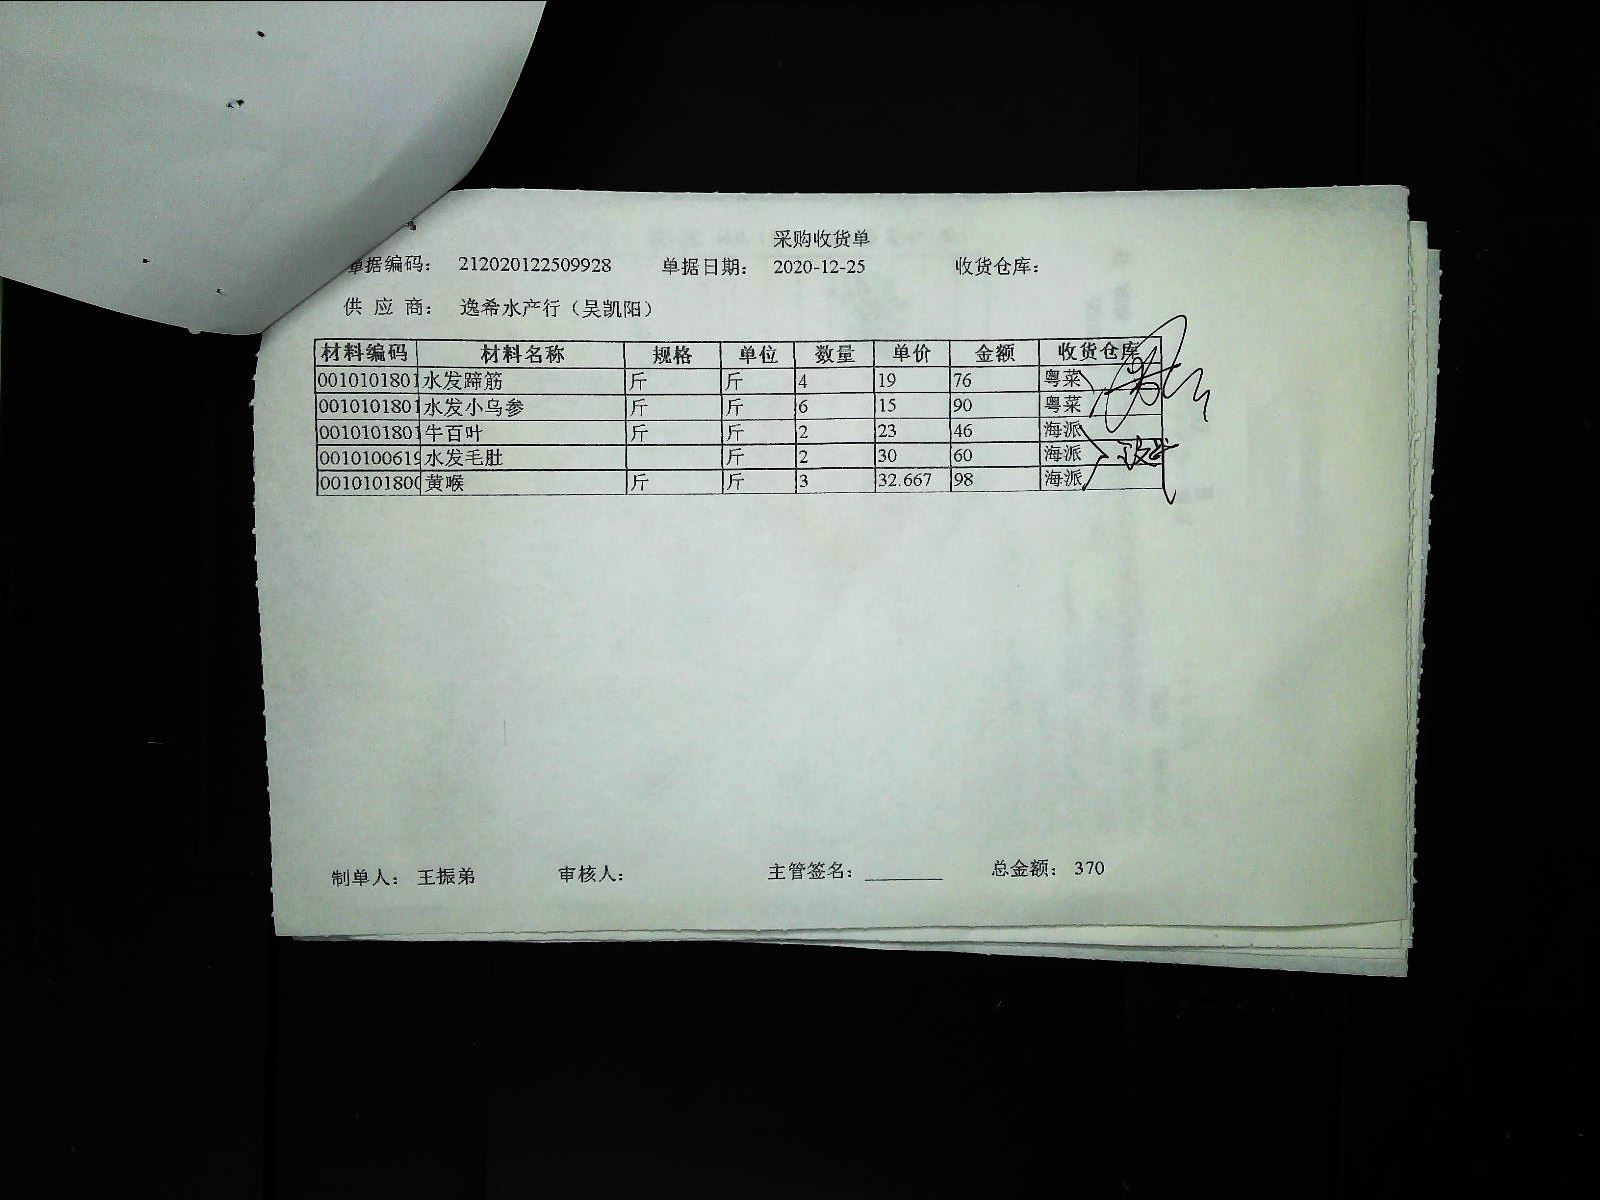 采购收货单
单据编码： 212020122509928 单据日期： 2020-12-25 收货仓库：
供 应 商： 逸希水产行（吴凯阳）
材料编码 材料名称 规格 单位 数量 单价 金额 收货仓库
0010101801 水发蹄筋 斤 斤 4 19 76 粤菜
0010101801 水发小乌参 斤 斤 6 15 90 粤菜
0010101801 牛百叶 斤 斤 2 23 46 海派
001010061 水发毛肚 斤 2 30 60 海派
001010180 黄喉 斤 斤 3 32.667 98 海派
制单人： 王振弟 审核人： 主管签名： 总金额： 370